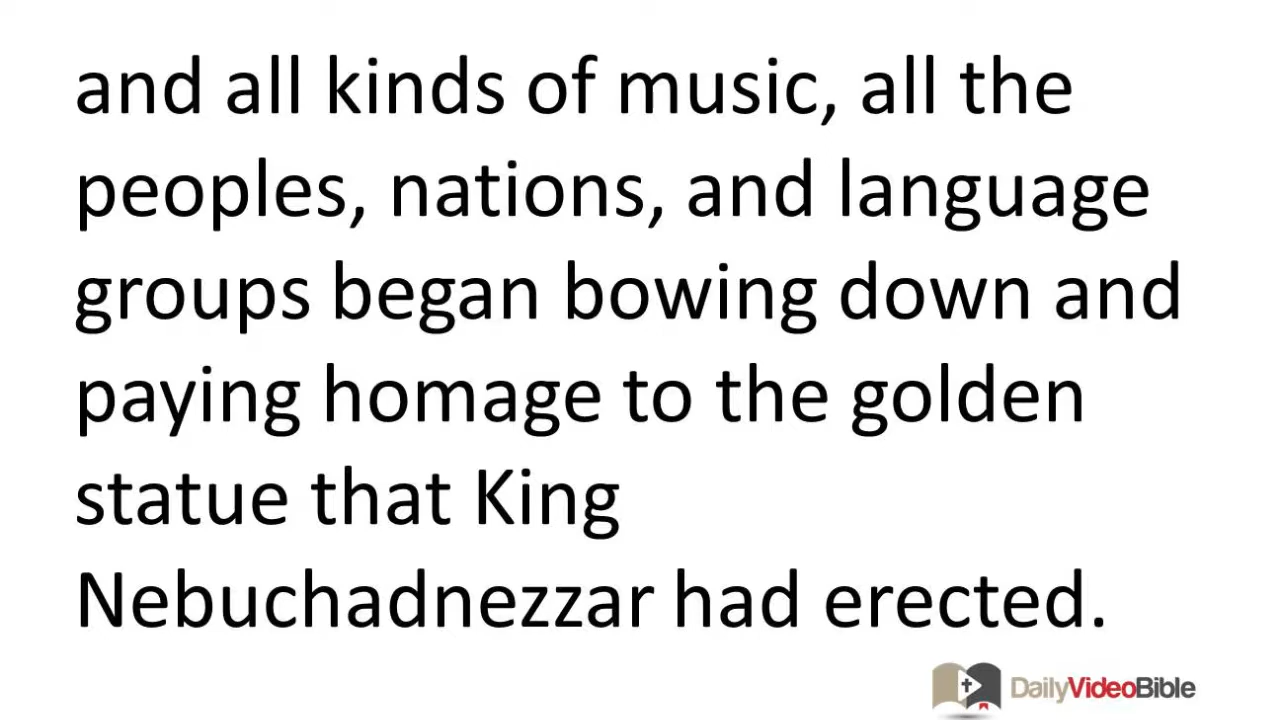 and all kinds of music, all the
peoples, nations, and language
groups began bowing down and
paying homage to the golden
statue that King
Nebuchadnezzar had erected.
DailyVideoBible